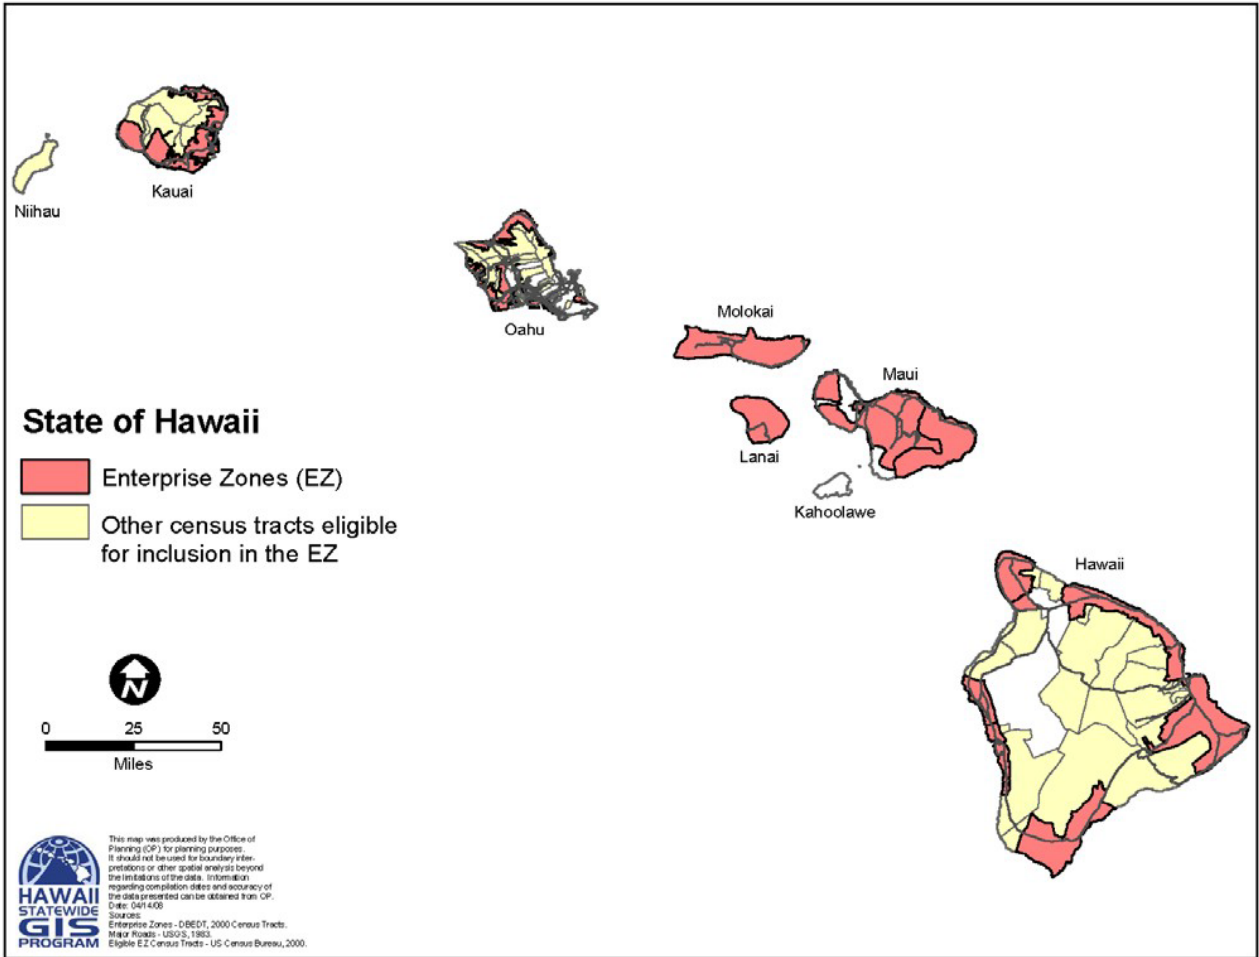 Kauai
Niihau
Oahu
Molokai
Maui
Lanai
Kahoolawe
Hawaii
State of Hawaii
Enterprise Zones (EZ)
Other census tracts eligible
for inclusion in the EZ
N
0 25 50
Miles
HAWAII
STATEWIDE
GIS
PROGRAM
This map was produced by the Office of
Planning (OP) for planning purposes.
It should not be used for boundary inter-
pretations or other spatial analysis beyond
the limitations of the data. Information
regarding compilation dates and accuracy of
the data presented can be obtained from OP.
Date: 04/14/08
Sources:
Enterprise Zones - DBEDT, 2000 Census Tracts.
Major Roads - USGS, 1983.
Eligible EZ Census Tracts - US Census Bureau, 2000.